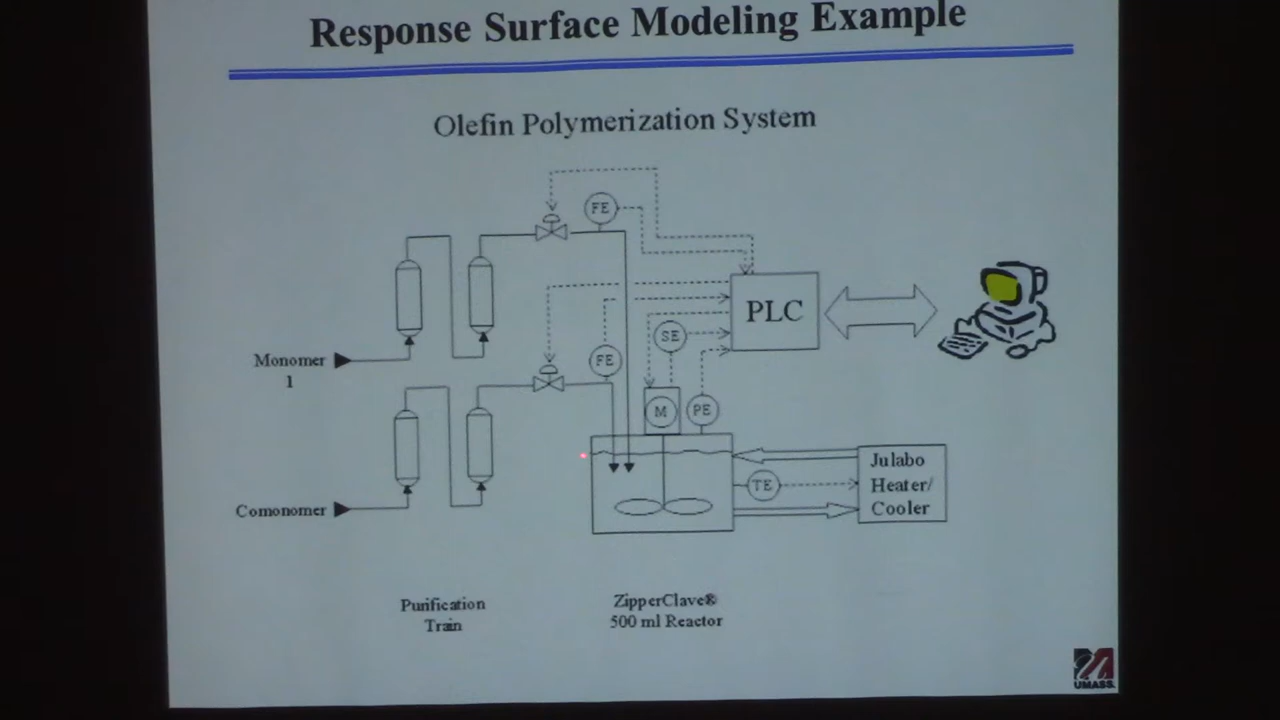 Response Surface Modeling Example
Olefin Polymerization System
FE
PLC
SE
FE
Monomer
1
M
PE
Julabo
Heater/
Cooler
TE
Comonomer
Purification
Train
ZipperClave®
500 ml Reactor
UMASS